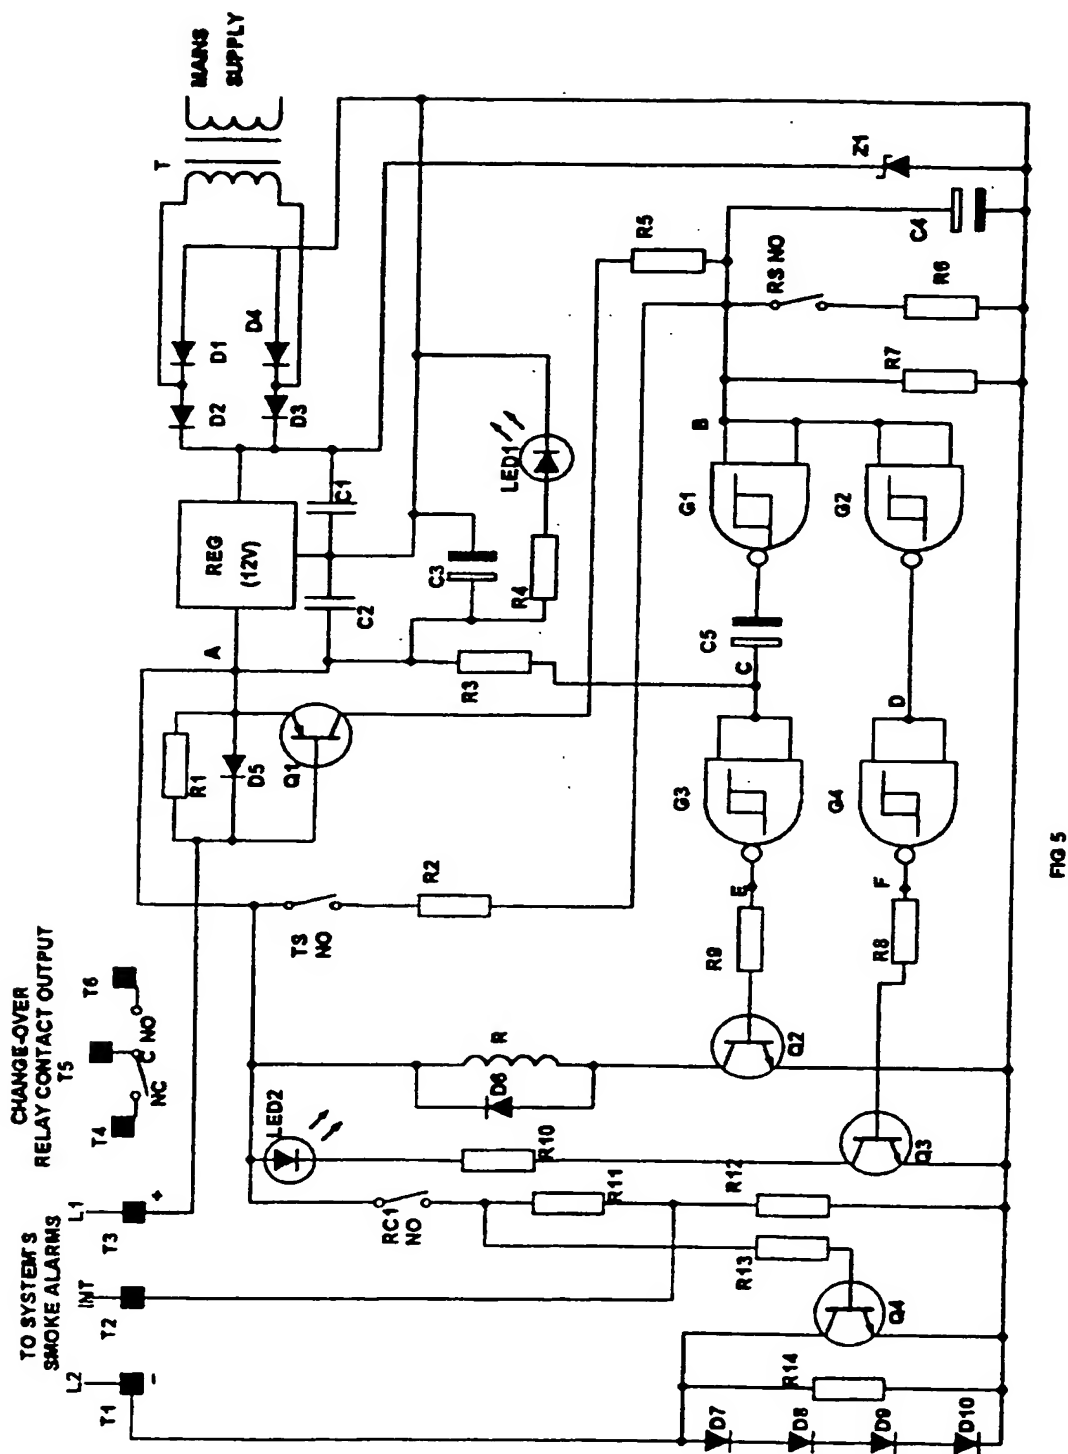 MAINS
SUPPLY
T
D1
D4
D2
D3
Z1
C4
R5
RS NO
R6
R7
REG
(12V)
C1
C2
LED1
C3
R4
A
R3
R1
D5
Q1
B
G1
G2
C5
C
D
G3
G4
TS
NO
R2
E
F
R9
R8
CHANGE-OVER
RELAY CONTACT OUTPUT
T4
T5
T6
NC
C
NO
R
D6
Q2
LED2
R10
Q3
TO SYSTEM'S
SMOKE ALARMS
L2
INT
L1
T1
T2
T3
-
+
RC1
NO
R11
R12
R13
Q4
R14
D7
D8
D9
D10
FIG 5